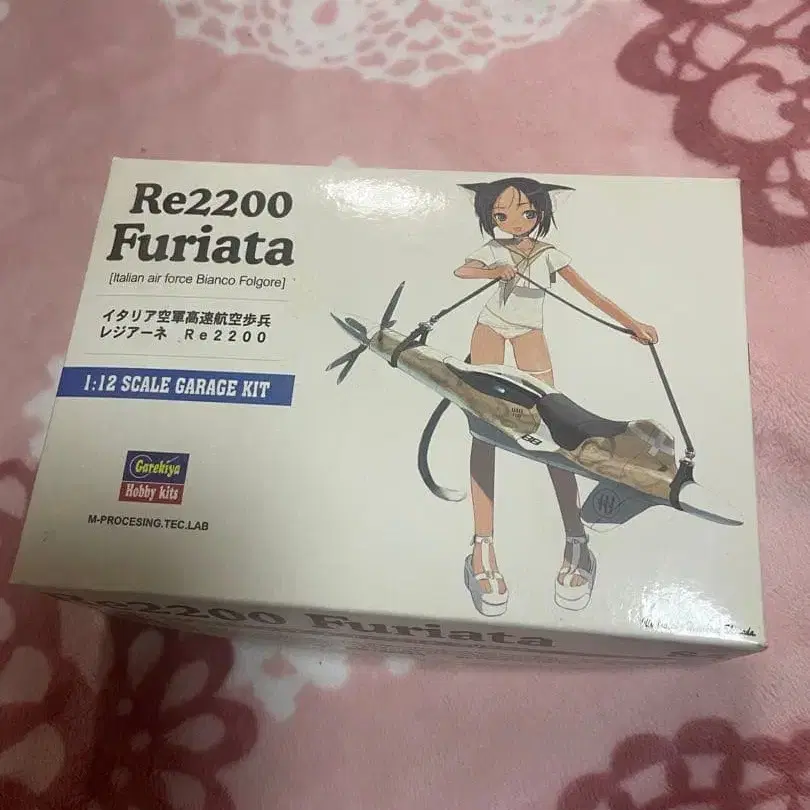 Re2200
Furiata
[Italian air force Bianco Folgore]
イタリア空軍高速航空歩兵
レジアーネ Ｒｅ２２００
1:12 SCALE GARAGE KIT
Garekiya
Hobby kits
M-PROCESING.TEC.LAB
Re2200 Furiata